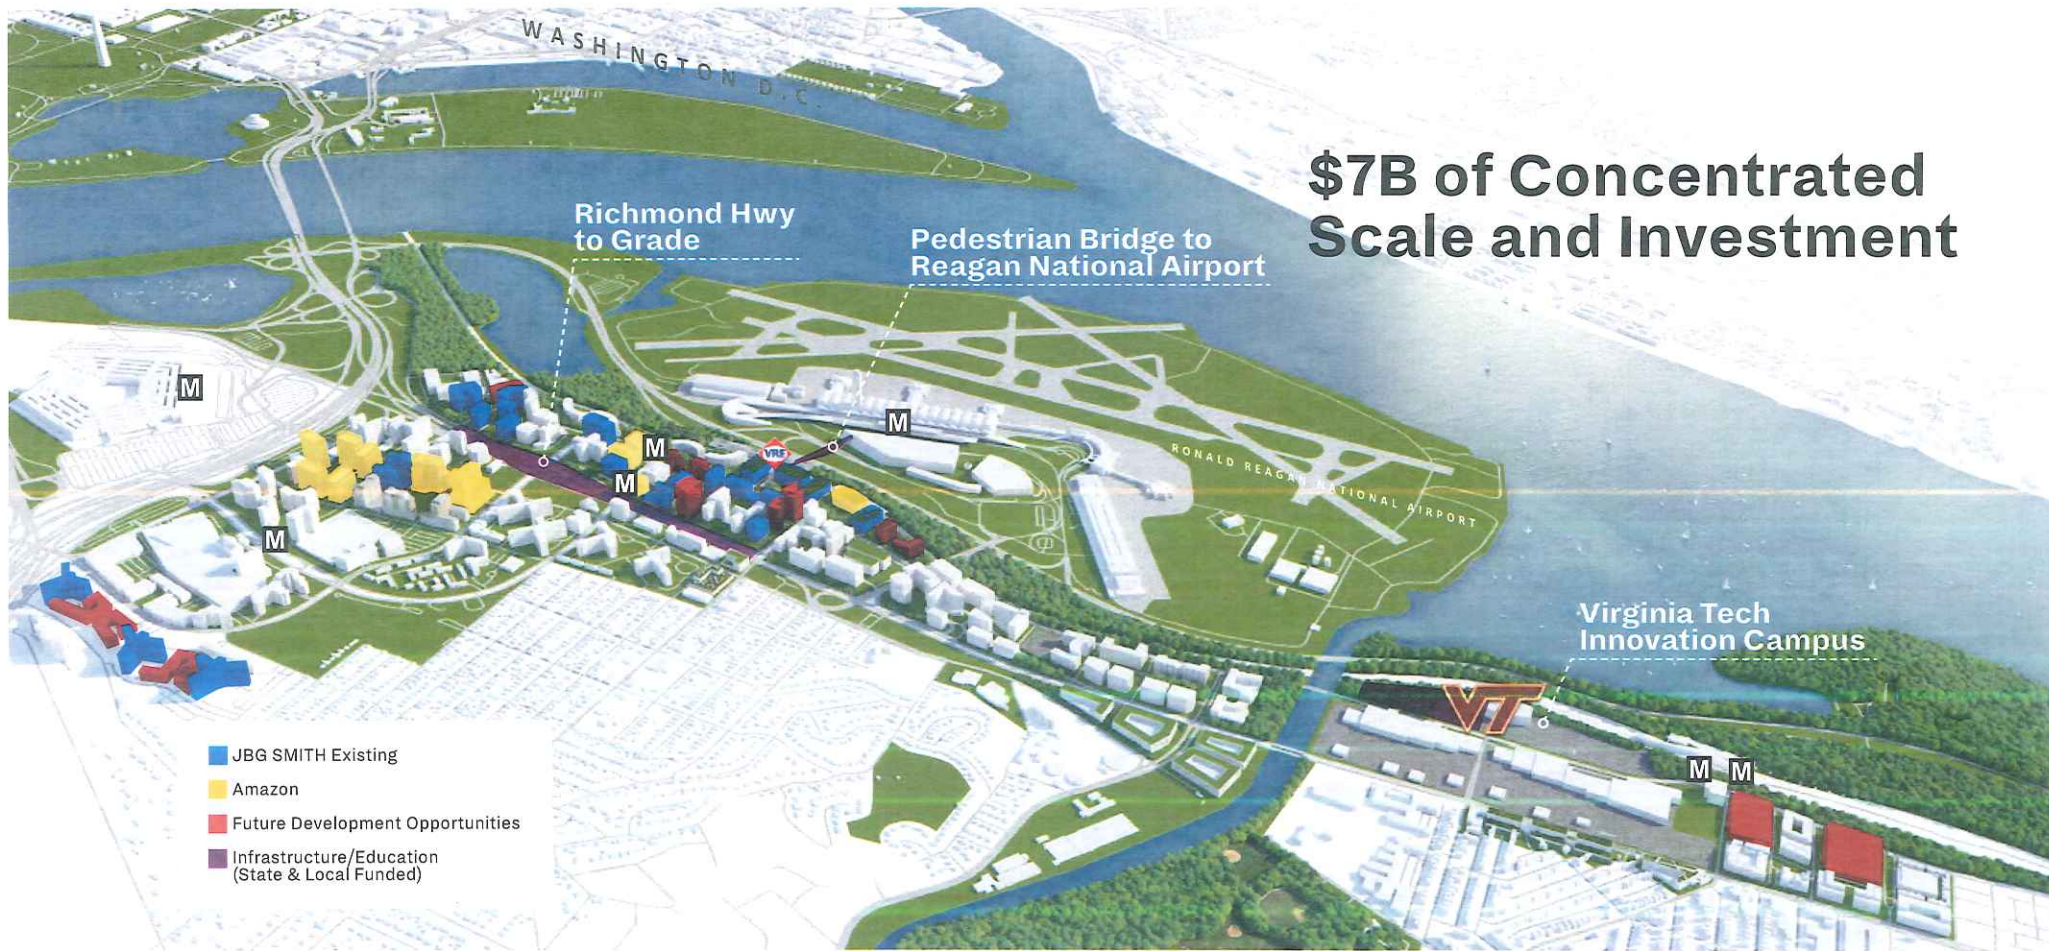 WASHINGTON D.C.
$7B of Concentrated
Scale and Investment
Richmond Hwy
to Grade
Pedestrian Bridge to
Reagan National Airport
M
M
M
VRE
M
RONALD REAGAN NATIONAL AIRPORT
M
Virginia Tech
Innovation Campus
VT
M M
JBG SMITH Existing
Amazon
Future Development Opportunities
Infrastructure/Education
(State & Local Funded)